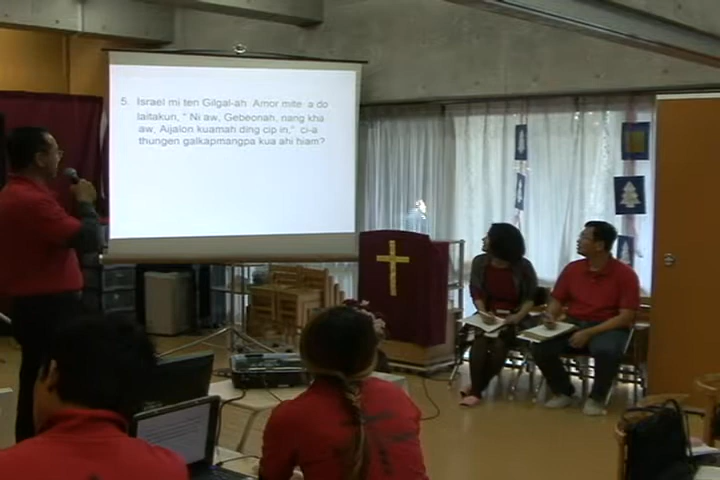 5. Israel mi ten Gilgal-ah Amor mite a do
laitakun, " Ni aw, Gebeonah, nang kha
aw, Aijalon kuamah ding cip in," ci-a
thungen galkapmangpa kua ahi hiam?